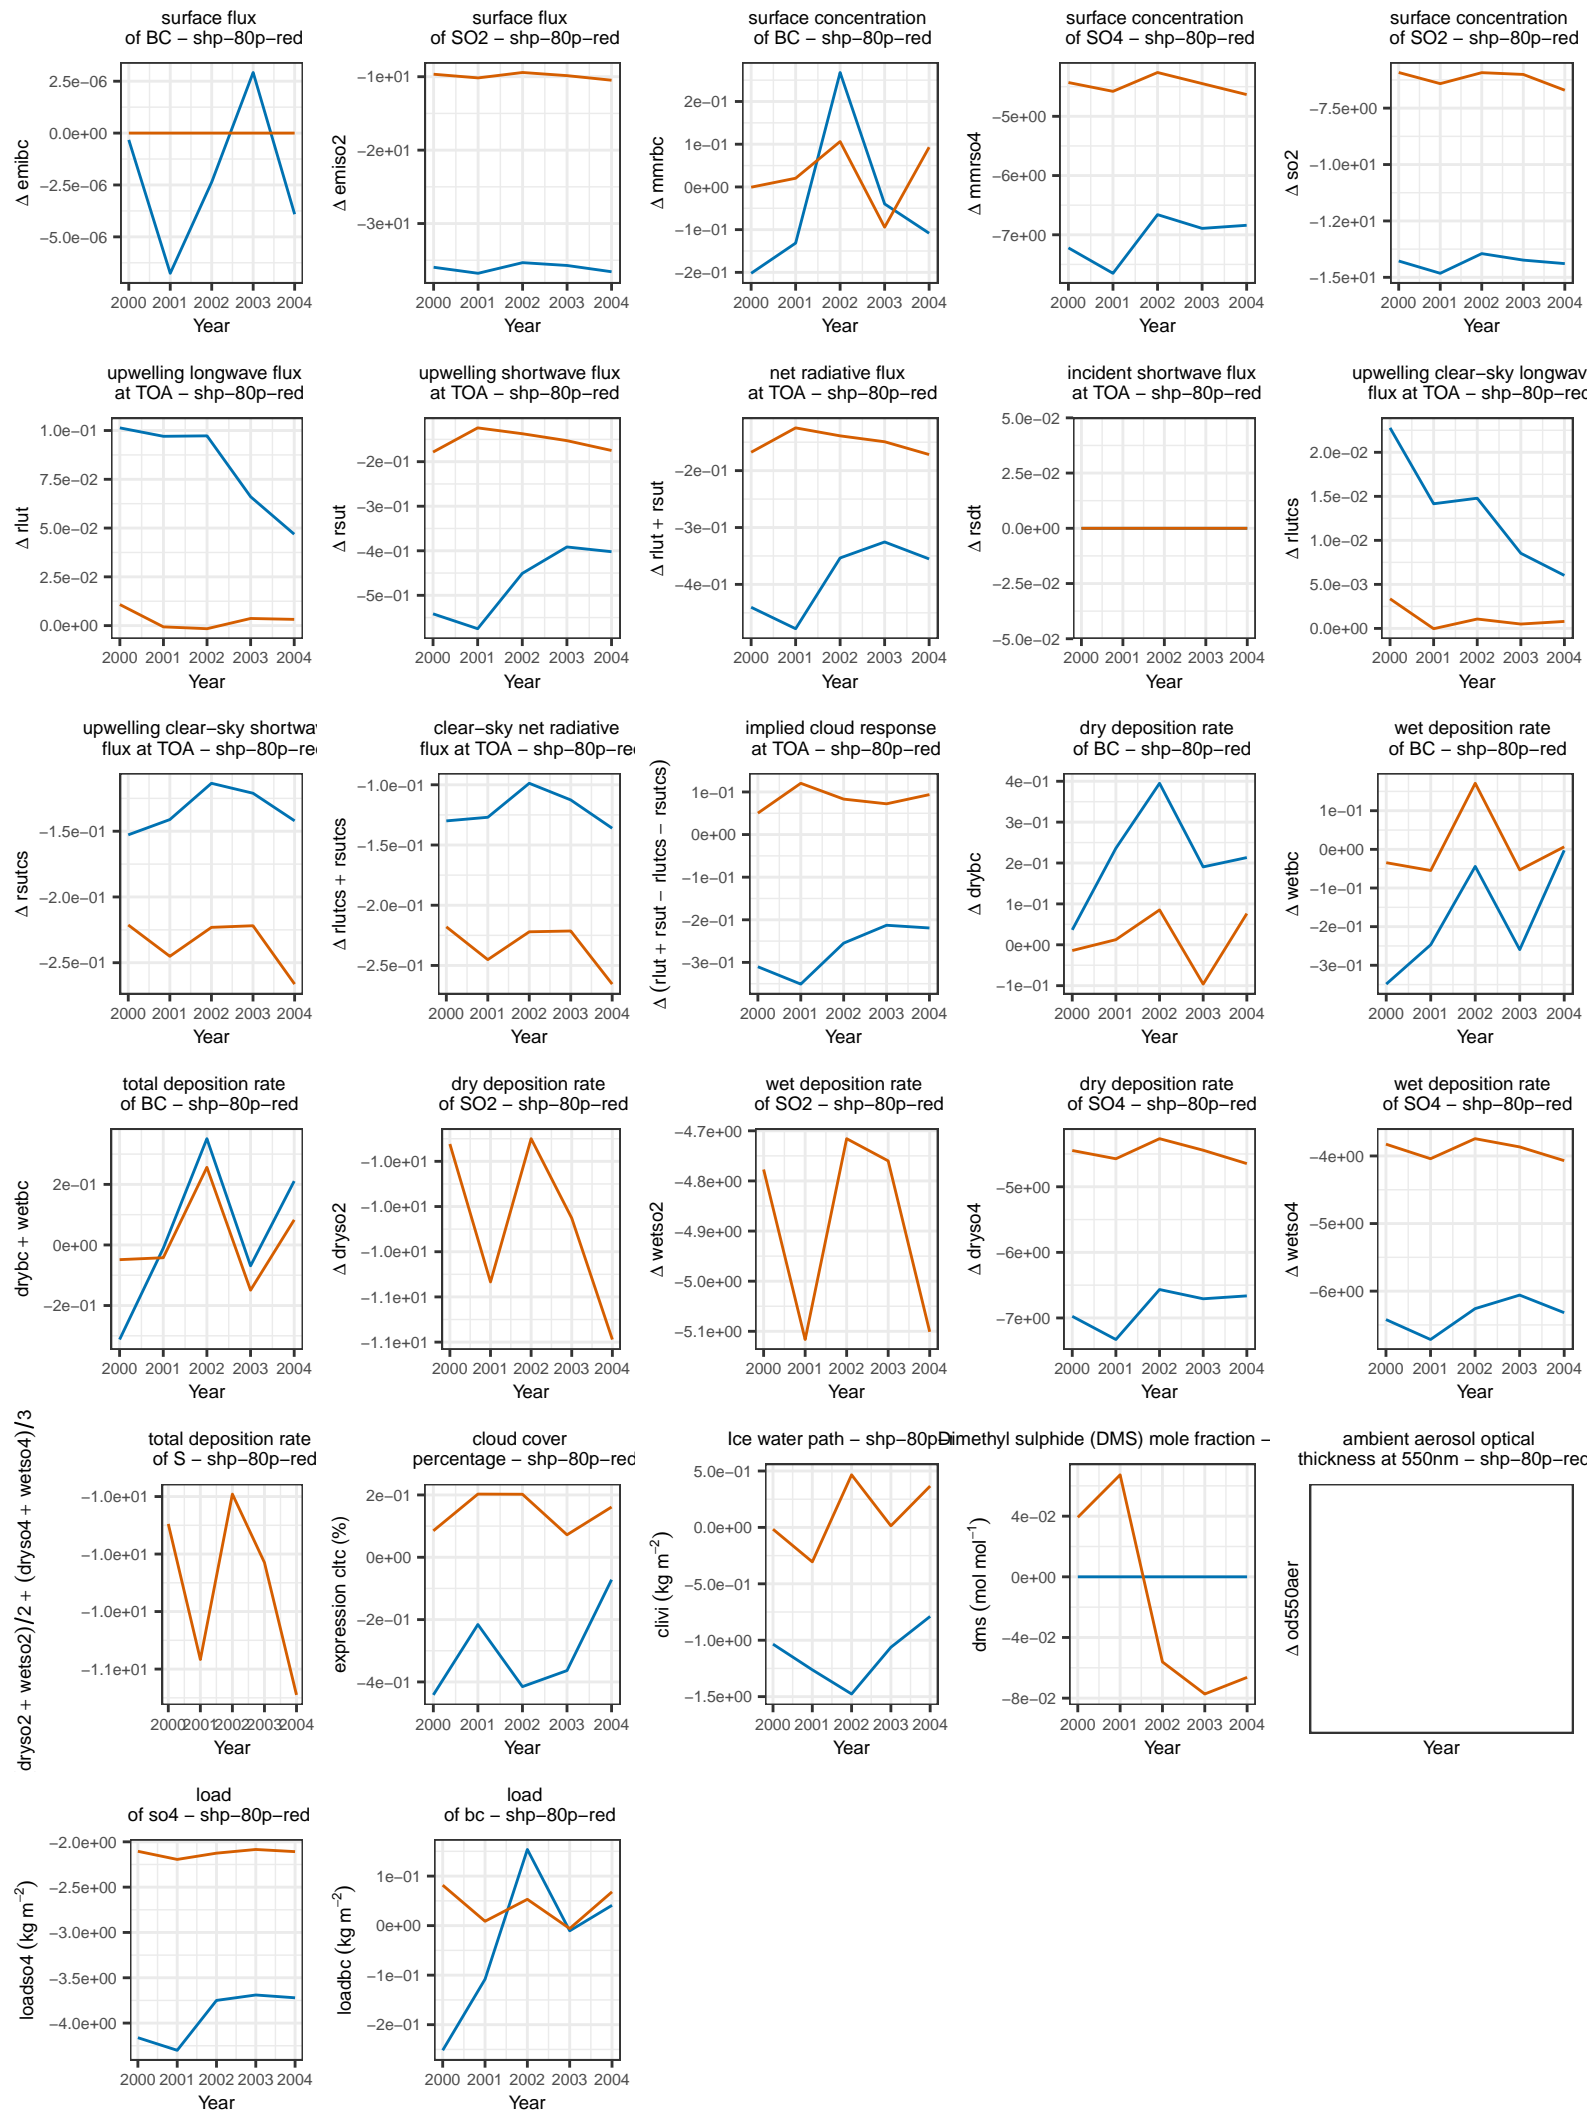 surface flux
of BC − shp−80p−red
Δ emibc
2.5e−06
0.0e+00
−2.5e−06
−5.0e−06
2000 2001 2002 2003 2004
Year
surface flux
of SO2 − shp−80p−red
Δ emiso2
−1e+01
−2e+01
−3e+01
2000 2001 2002 2003 2004
Year
surface concentration
of BC − shp−80p−red
Δ mmrbc
2e−01
1e−01
0e+00
−1e−01
−2e−01
2000 2001 2002 2003 2004
Year
surface concentration
of SO4 − shp−80p−red
Δ mmrso4
−5e+00
−6e+00
−7e+00
2000 2001 2002 2003 2004
Year
surface concentration
of SO2 − shp−80p−red
Δ so2
−7.5e+00
−1.0e+01
−1.2e+01
−1.5e+01
2000 2001 2002 2003 2004
Year
upwelling longwave flux
at TOA − shp−80p−red
Δ rlut
1.0e−01
7.5e−02
5.0e−02
2.5e−02
0.0e+00
2000 2001 2002 2003 2004
Year
upwelling shortwave flux
at TOA − shp−80p−red
Δ rsut
−2e−01
−3e−01
−4e−01
−5e−01
2000 2001 2002 2003 2004
Year
net radiative flux
at TOA − shp−80p−red
Δ rlut + rsut
−2e−01
−3e−01
−4e−01
2000 2001 2002 2003 2004
Year
incident shortwave flux
at TOA − shp−80p−red
Δ rsdt
5.0e−02
2.5e−02
0.0e+00
−2.5e−02
−5.0e−02
2000 2001 2002 2003 2004
Year
upwelling clear−sky longwav
flux at TOA − shp−80p−red
Δ rlutcs
2.0e−02
1.5e−02
1.0e−02
5.0e−03
0.0e+00
2000 2001 2002 2003 2004
Year
upwelling clear−sky shortwav
flux at TOA − shp−80p−re
Δ rsutcs
−1.5e−01
−2.0e−01
−2.5e−01
2000 2001 2002 2003 2004
Year
clear−sky net radiative
flux at TOA − shp−80p−re
Δ rlutcs + rsutcs
−1.0e−01
−1.5e−01
−2.0e−01
−2.5e−01
2000 2001 2002 2003 2004
Year
implied cloud response
at TOA − shp−80p−red
Δ (rlut + rsut − rlutcs − rsutcs)
1e−01
0e+00
−1e−01
−2e−01
−3e−01
2000 2001 2002 2003 2004
Year
dry deposition rate
of BC − shp−80p−red
Δ drybc
4e−01
3e−01
2e−01
1e−01
0e+00
−1e−01
2000 2001 2002 2003 2004
Year
wet deposition rate
of BC − shp−80p−red
Δ wetbc
1e−01
0e+00
−1e−01
−2e−01
−3e−01
2000 2001 2002 2003 2004
Year
total deposition rate
of BC − shp−80p−red
drybc + wetbc
2e−01
0e+00
−2e−01
2000 2001 2002 2003 2004
Year
dry deposition rate
of SO2 − shp−80p−red
Δ dryso2
−1.0e+01
−1.0e+01
−1.0e+01
−1.1e+01
−1.1e+01
2000 2001 2002 2003 2004
Year
wet deposition rate
of SO2 − shp−80p−red
Δ wetso2
−4.7e+00
−4.8e+00
−4.9e+00
−5.0e+00
−5.1e+00
2000 2001 2002 2003 2004
Year
dry deposition rate
of SO4 − shp−80p−red
Δ dryso4
−5e+00
−6e+00
−7e+00
2000 2001 2002 2003 2004
Year
wet deposition rate
of SO4 − shp−80p−red
Δ wetso4
−4e+00
−5e+00
−6e+00
2000 2001 2002 2003 2004
Year
total deposition rate
of S − shp−80p−red
dryso2 + wetso2)/2 + (dryso4 + wetso4)/3
−1.0e+01
−1.0e+01
−1.0e+01
−1.1e+01
2000 2001 2002 2003 2004
Year
cloud cover
percentage − shp−80p−red
expression cltc (%)
2e−01
0e+00
−2e−01
−4e−01
2000 2001 2002 2003 2004
Year
Ice water path − shp−80p−
clivi (kg m−2)
5.0e−01
0.0e+00
−5.0e−01
−1.0e+00
−1.5e+00
2000 2001 2002 2003 2004
Year
Dimethyl sulphide (DMS) mole fraction −
dms (mol mol−1)
4e−02
0e+00
−4e−02
−8e−02
2000 2001 2002 2003 2004
Year
ambient aerosol optical
thickness at 550nm − shp−80p−red
Δ od550aer
Year
load
of so4 − shp−80p−red
loadso4 (kg m−2)
−2.0e+00
−2.5e+00
−3.0e+00
−3.5e+00
−4.0e+00
2000 2001 2002 2003 2004
Year
load
of bc − shp−80p−red
loadbc (kg m−2)
1e−01
0e+00
−1e−01
−2e−01
2000 2001 2002 2003 2004
Year